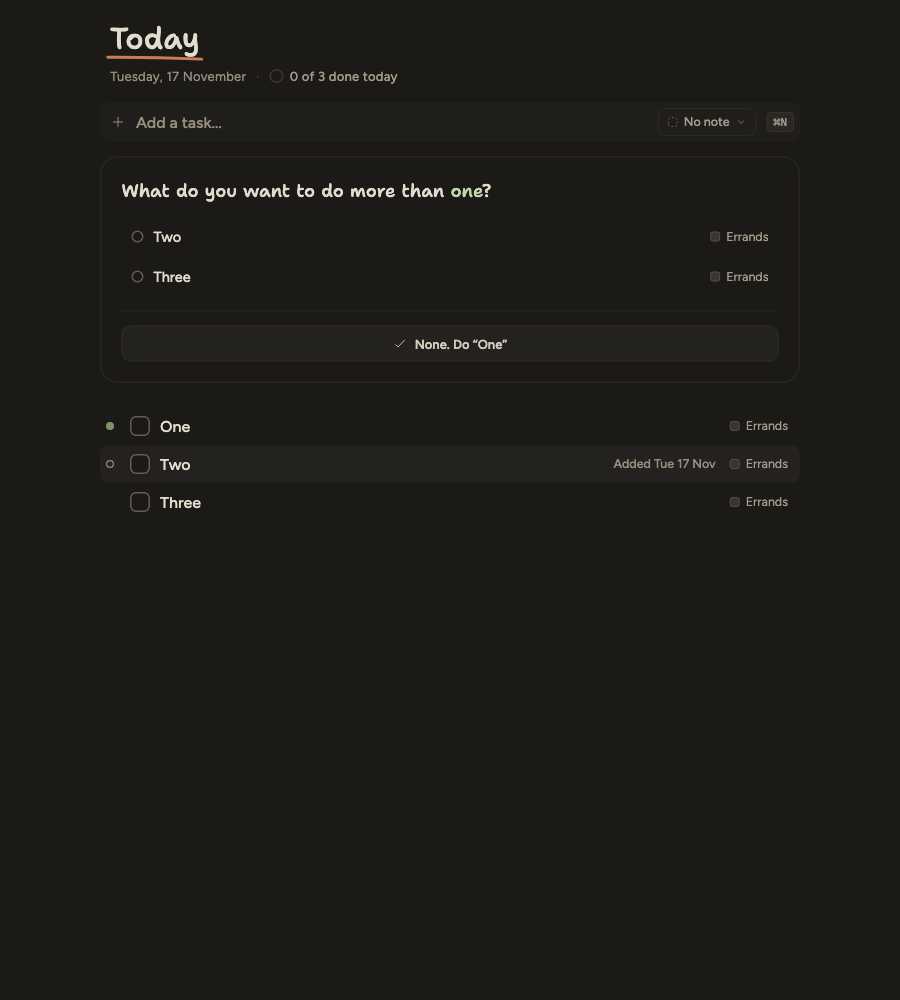 Today
Tuesday, 17 November · 0 of 3 done today
Add a task... No note ⌘N
What do you want to do more than one?
Two Errands
Three Errands
None. Do “One”
One Errands
Two Added Tue 17 Nov Errands
Three Errands